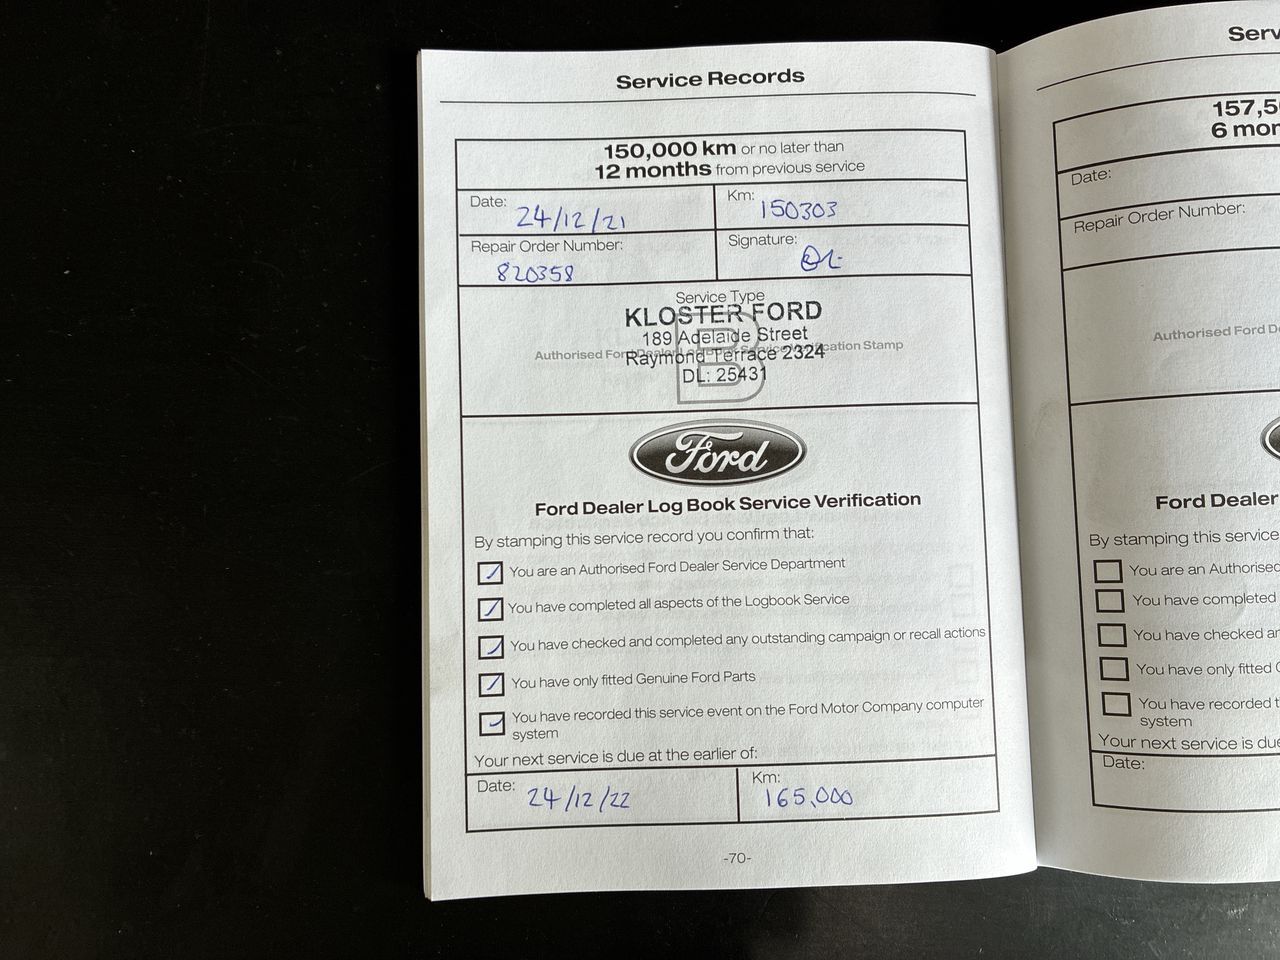 Service Records
150,000 km or no later than
12 months from previous service
Date: 24/12/21
Km: 150303
Repair Order Number: 820358
Signature:
Service Type
KLOSTER FORD
189 Adelaide Street
Authorised Ford Dealer Log Book Service Verification Stamp
Raymond Terrace 2324
B
DL: 25431
Ford
Ford Dealer Log Book Service Verification
By stamping this service record you confirm that:
You are an Authorised Ford Dealer Service Department
You have completed all aspects of the Logbook Service
You have checked and completed any outstanding campaign or recall actions
You have only fitted Genuine Ford Parts
You have recorded this service event on the Ford Motor Company computer
system
Your next service is due at the earlier of:
Date: 24/12/22
Km: 165,000
-70-
Serv
157,50
6 mon
Date:
Repair Order Number:
Authorised Ford De
Ford Dealer
By stamping this service
You are an Authorised
You have completed
You have checked an
You have only fitted G
You have recorded t
system
Your next service is due
Date: